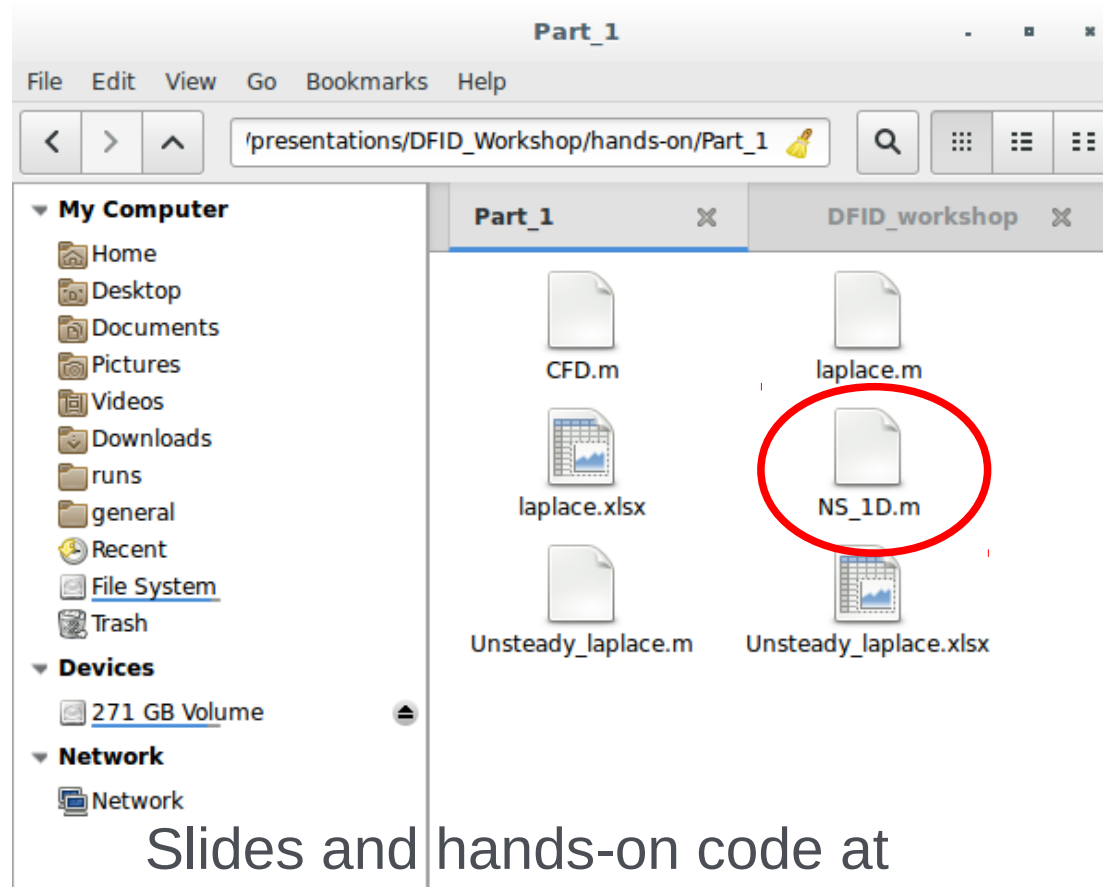 Part_1
File Edit View Go Bookmarks Help
/presentations/DFID_Workshop/hands-on/Part_1
My Computer
Home
Desktop
Documents
Pictures
Videos
Downloads
runs
general
Recent
File System
Trash
Devices
271 GB Volume
Network
Network
Part_1 DFID_workshop
CFD.m laplace.m
laplace.xlsx NS_1D.m
Unsteady_laplace.m Unsteady_laplace.xlsx
Slides and hands-on code at